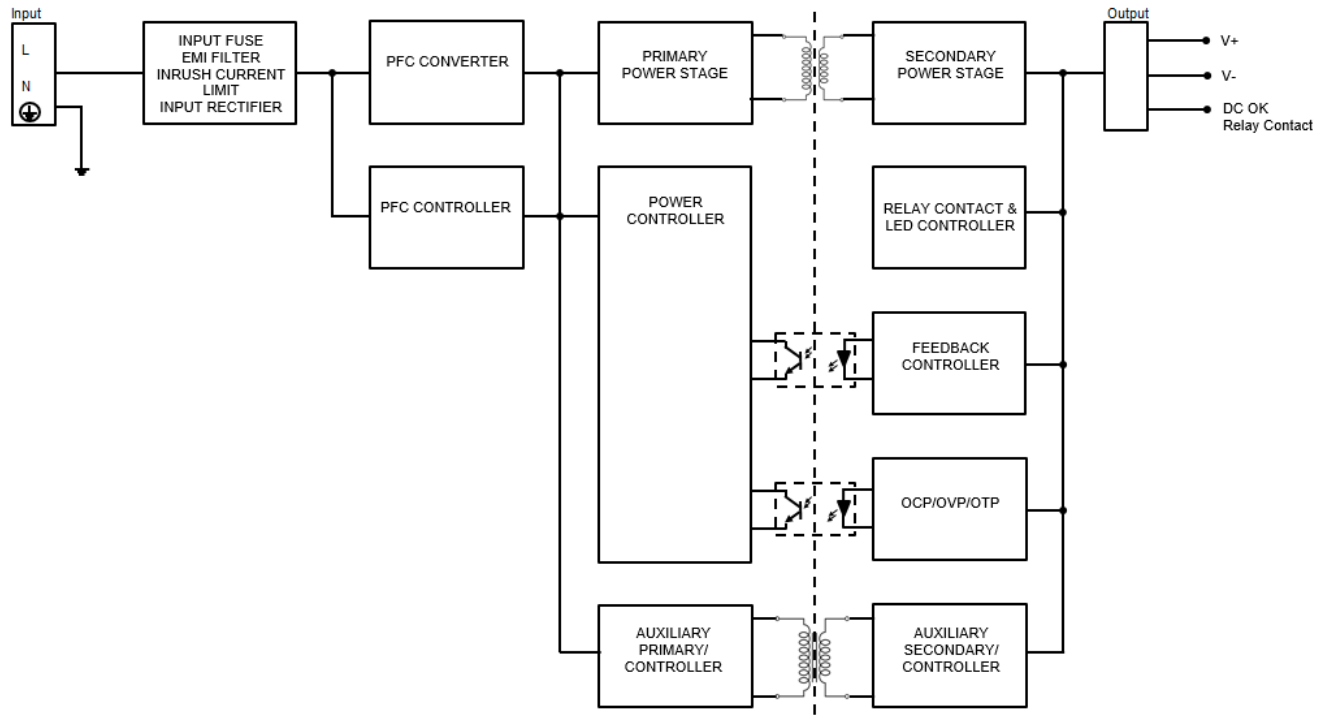 Input
L
N
INPUT FUSE
EMI FILTER
INRUSH CURRENT
LIMIT
INPUT RECTIFIER
PFC CONVERTER
PFC CONTROLLER
PRIMARY
POWER STAGE
POWER
CONTROLLER
AUXILIARY
PRIMARY/
CONTROLLER
SECONDARY
POWER STAGE
RELAY CONTACT &
LED CONTROLLER
FEEDBACK
CONTROLLER
OCP/OVP/OTP
AUXILIARY
SECONDARY/
CONTROLLER
Output
V+
V-
DC OK
Relay Contact